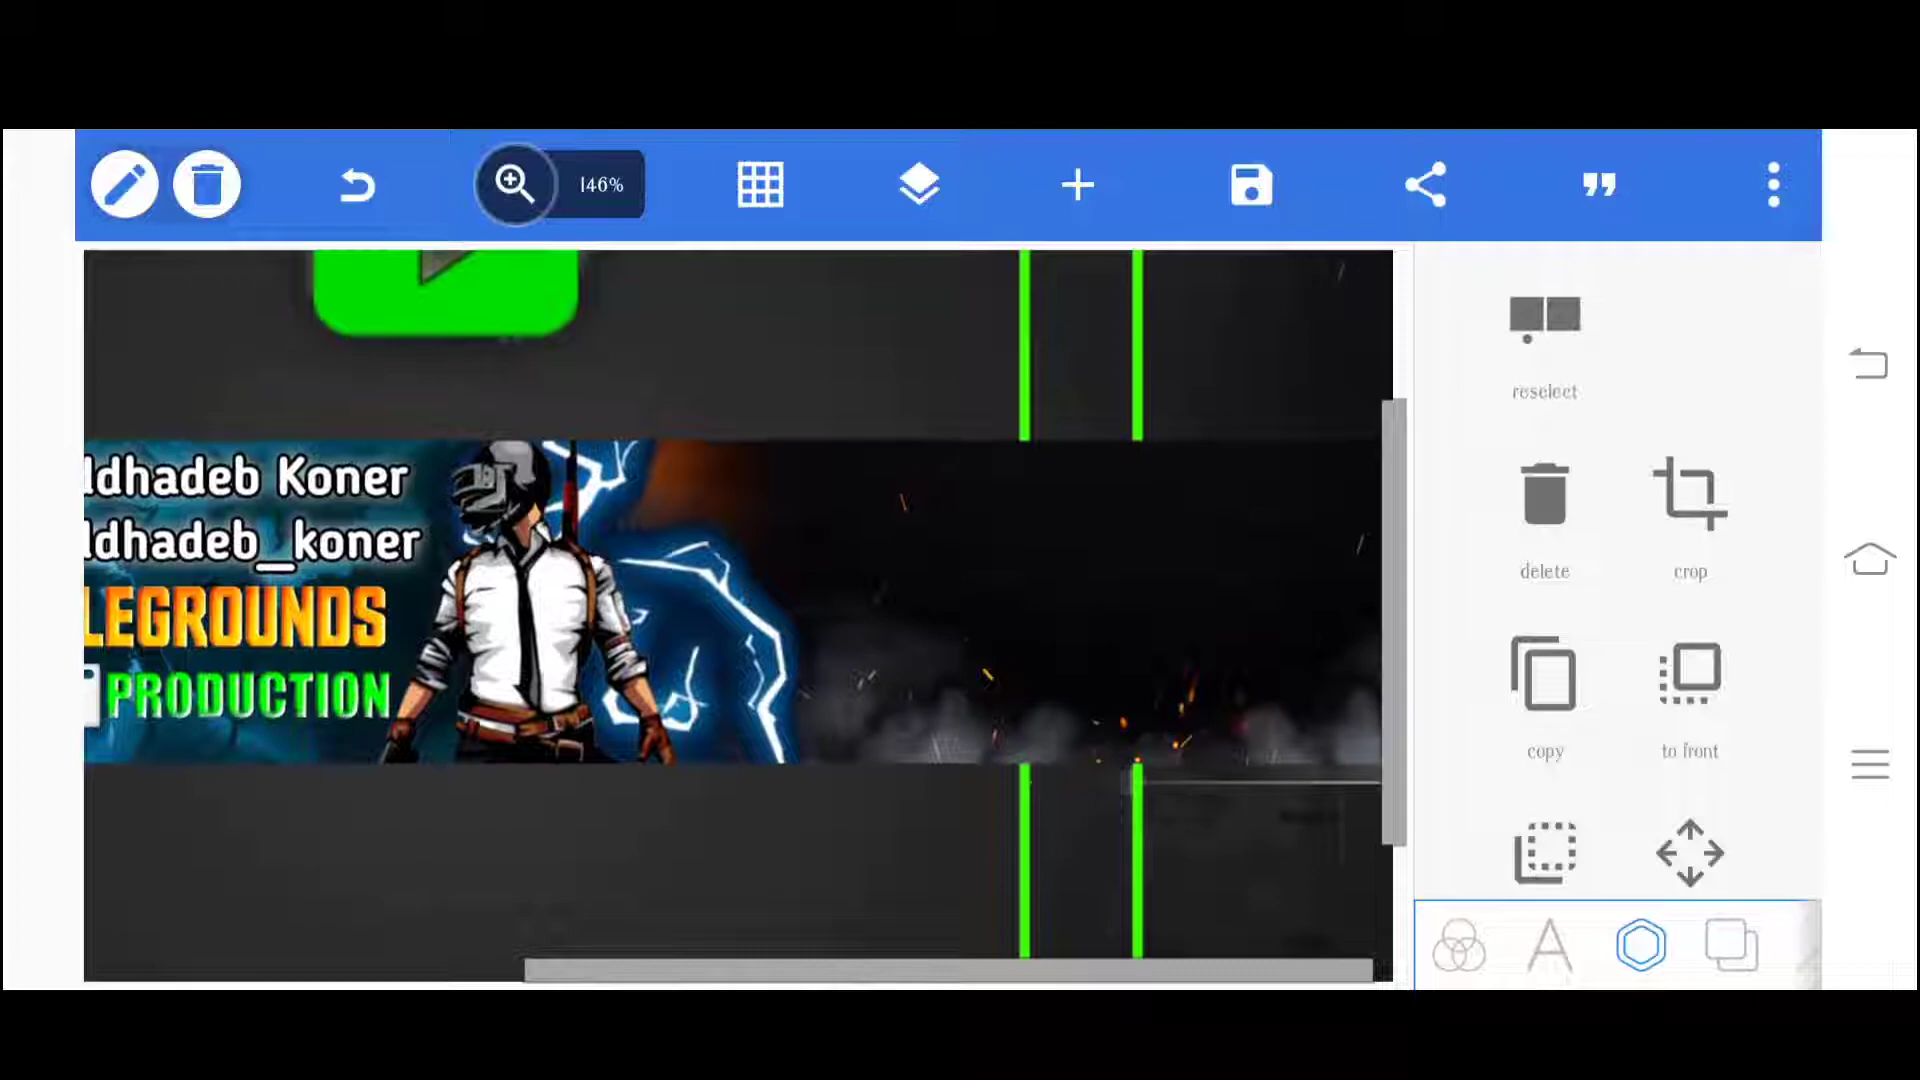 146%
reselect
ldhadeb Koner
ldhadeb_koner
LEGROUNDS
PRODUCTION
delete
crop
copy
to front